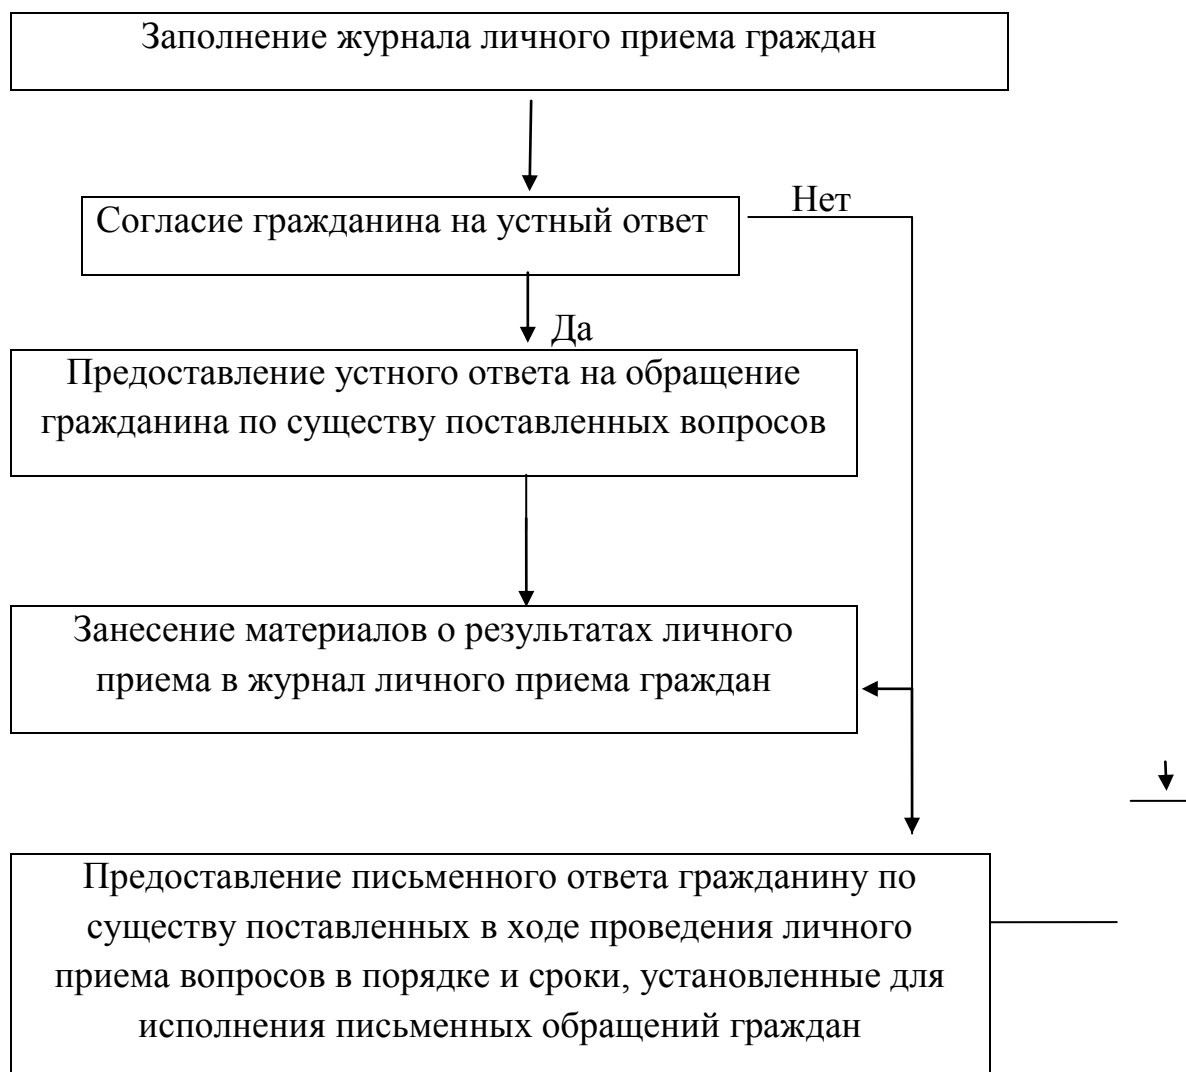 Заполнение журнала личного приема граждан
Нет
Согласие гражданина на устный ответ
Да
Предоставление устного ответа на обращение
гражданина по существу поставленных вопросов
Занесение материалов о результатах личного
приема в журнал личного приема граждан
Предоставление письменного ответа гражданину по
существу поставленных в ходе проведения личного
приема вопросов в порядке и сроки, установленные для
исполнения письменных обращений граждан